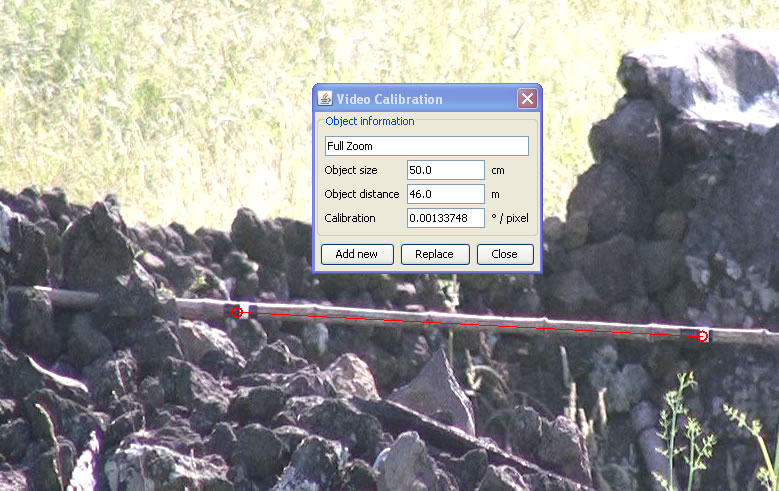 Video Calibration
Object information
Full Zoom
Object size 50.0 cm
Object distance 46.0 m
Calibration 0.00133748 ° / pixel
Add new Replace Close